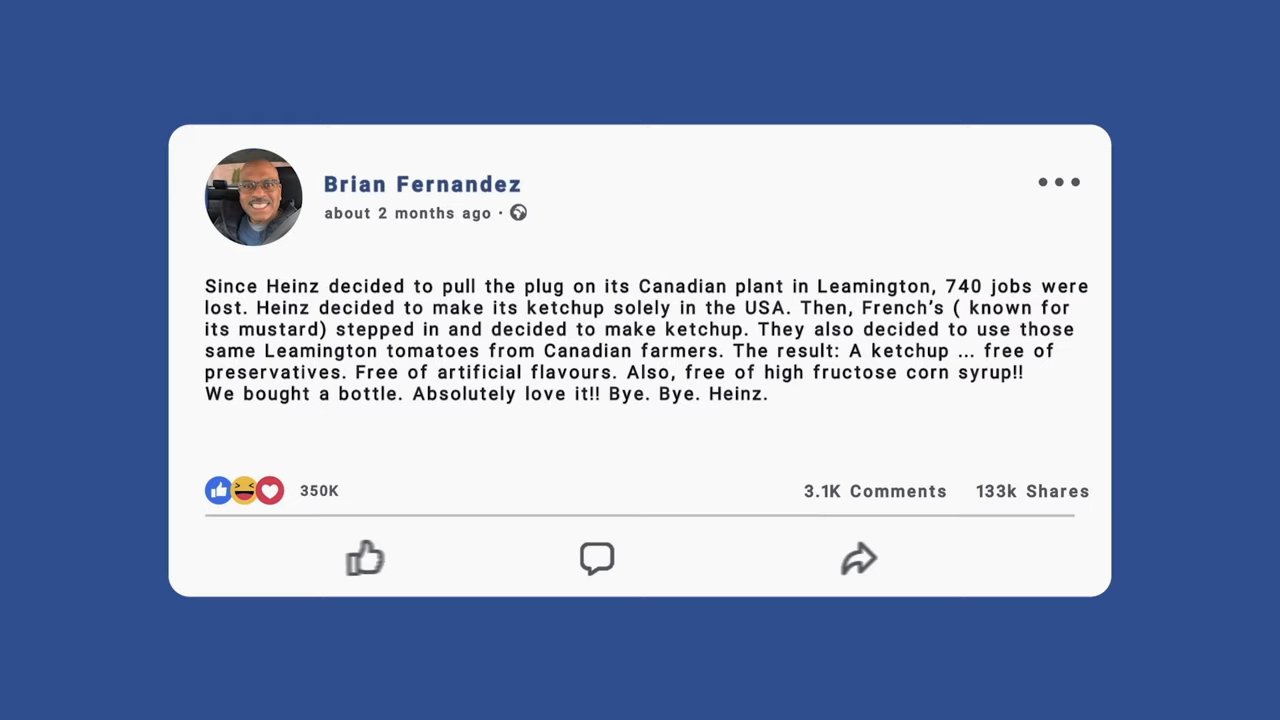 Brian Fernandez
about 2 months ago ·
Since Heinz decided to pull the plug on its Canadian plant in Leamington, 740 jobs were
lost. Heinz decided to make its ketchup solely in the USA. Then, French’s ( known for
its mustard) stepped in and decided to make ketchup. They also decided to use those
same Leamington tomatoes from Canadian farmers. The result: A ketchup ... free of
preservatives. Free of artificial flavours. Also, free of high fructose corn syrup!!
We bought a bottle. Absolutely love it!! Bye. Bye. Heinz.
350K
3.1K Comments 133k Shares